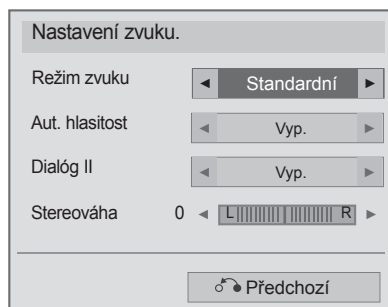 Nastavení zvuku.
Režim zvuku ◄ Standardní ►
Aut. hlasitost ◄ Vyp. ►
Dialóg II ◄ Vyp. ►
Stereováha 0 ◄ L R ►
Předchozí